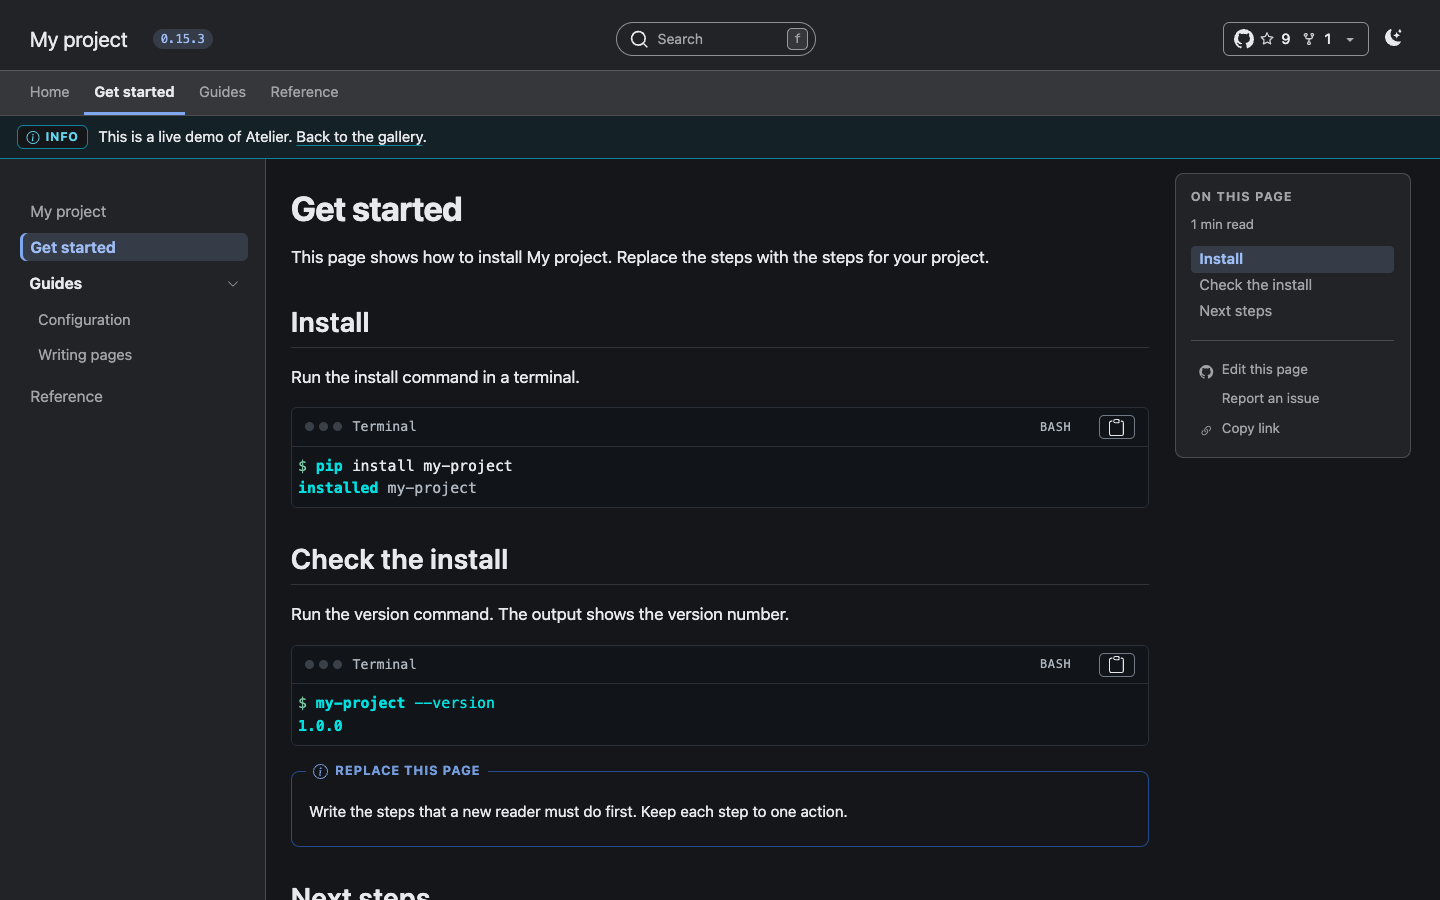 My project
0.15.3
Search
f
9
1
Home
Get started
Guides
Reference
INFO
This is a live demo of Atelier. Back to the gallery.
My project
Get started
Guides
Configuration
Writing pages
Reference
Get started
This page shows how to install My project. Replace the steps with the steps for your project.
Install
Run the install command in a terminal.
Terminal
BASH
$ pip install my-project
installed my-project
Check the install
Run the version command. The output shows the version number.
Terminal
BASH
$ my-project --version
1.0.0
REPLACE THIS PAGE
Write the steps that a new reader must do first. Keep each step to one action.
Next steps
ON THIS PAGE
1 min read
Install
Check the install
Next steps
Edit this page
Report an issue
Copy link